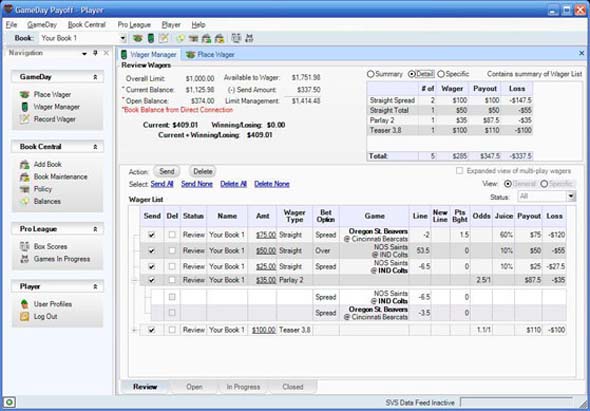 GameDay Payoff - Player
File GameDay Book Central Pro League Player Help
Book: Your Book 1
Navigation
GameDay
Place Wager
Wager Manager
Record Wager
Book Central
Add Book
Book Maintenance
Policy
Balances
Pro League
Box Scores
Games In Progress
Player
User Profiles
Log Out
Wager Manager Place Wager
Review Wagers
Overall Limit: $1,000.00 Available to Wager: $1,751.98
* Current Balance: $1,125.98 (-) Send Amount: $337.50
* Open Balance: $374.00 Limit Management: $1,414.48
*Book Balance from Direct Connection
Current: $409.01 Winning/Losing: $0.00
Current + Winning/Losing: $409.01
Summary Detail Specific Contains summary of Wager List
# of Wager Payout Loss
Straight Spread 2 $100 $100 -$147.5
Straight Total 1 $50 $50 -$55
Parlay 2 1 $35 $87.5 -$35
Teaser 3,8 1 $100 $110 -$100
Total: 5 $285 $347.5 -$337.5
Action: Send Delete
Expanded view of multi-play wagers
Select: Send All Send None Delete All Delete None
View: General Specific
Status: All
Wager List
Send Del Status Name Amt Wager Type Bet Option Game Line New Line Pts Bght Odds Juice Payout Loss
Review Your Book 1 $75.00 Straight Spread Oregon St. Beavers @ Cincinnati Bearcats -2 1.5 60% $75 -$120
Review Your Book 1 $50.00 Straight Over NOS Saints @ IND Colts 53.5 0 10% $50 -$55
Review Your Book 1 $25.00 Straight Spread NOS Saints @ IND Colts -6.5 0 10% $25 -$27.5
Review Your Book 1 $35.00 Parlay 2 2.5/1 $87.5 -$35
Spread NOS Saints @ IND Colts -6.5 0
Spread Oregon St. Beavers @ Cincinnati Bearcats -3.5 0
Review Your Book 1 $100.00 Teaser 3,8 1.1/1 $110 -$100
Review Open In Progress Closed
SVS Data Feed Inactive